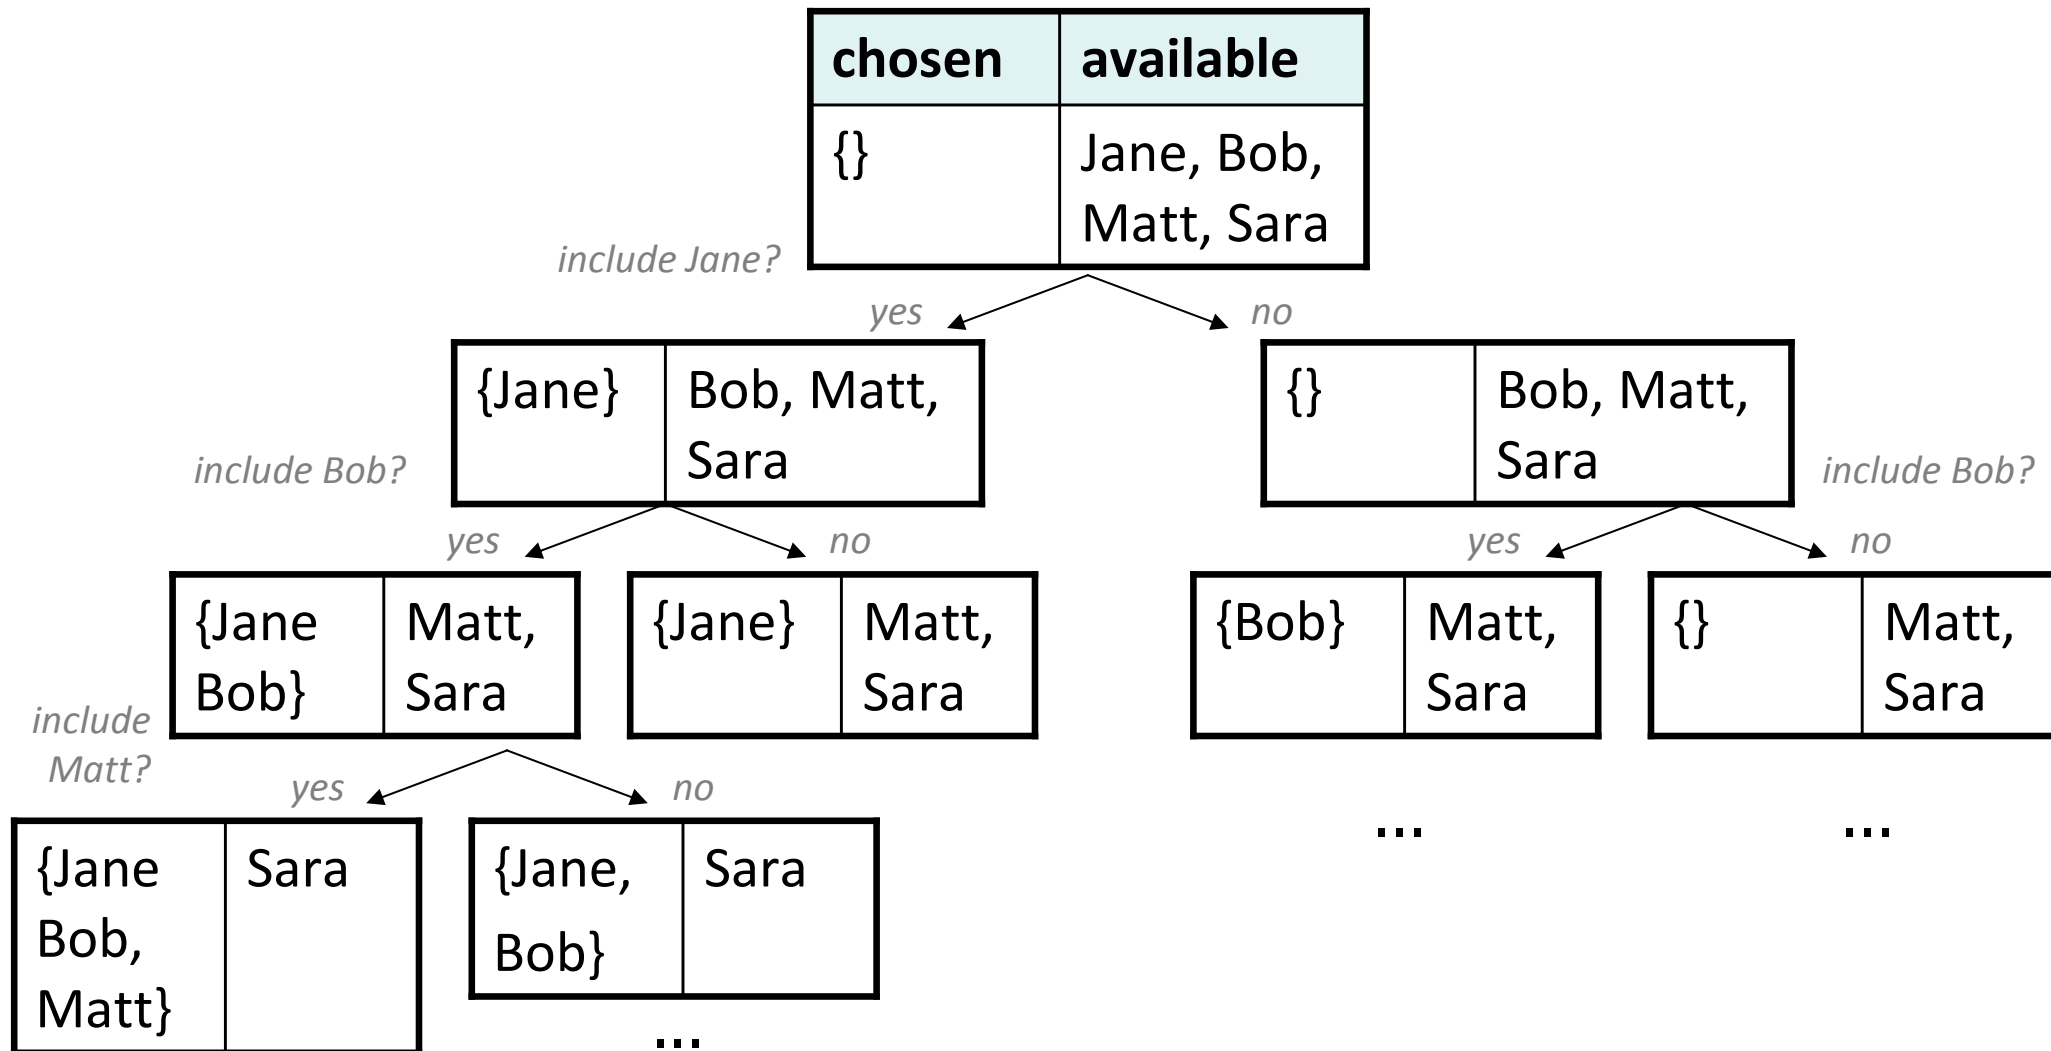 chosen available
{} Jane, Bob,
Matt, Sara
include Jane?
yes no
{Jane} Bob, Matt,
Sara
{} Bob, Matt,
Sara
include Bob? include Bob?
yes no yes no
{Jane
Bob}
Matt,
Sara
{Jane} Matt,
Sara
{Bob} Matt,
Sara
{} Matt,
Sara
include
Matt?
yes no
{Jane
Bob,
Matt}
Sara
{Jane,
Bob}
Sara
... ...
...